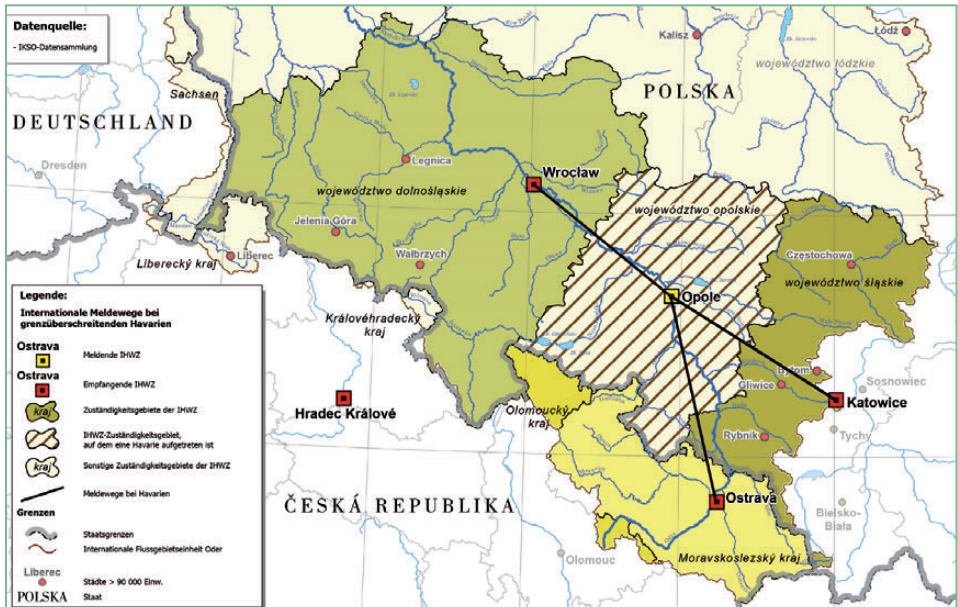 Datenquelle:
- IKSO-Datensammlung
DEUTSCHLAND
Sachsen
Dresden
Kalisz
Łódź
województwo łódzkie
POLSKA
Legnica
Wrocław
województwo dolnośląskie
województwo opolskie
Jelenia Góra
Wałbrzych
Liberec
Liberecký kraj
Częstochowa
województwo śląskie
Opole
Královéhradecký
kraj
Bytom
Gliwice
Sosnowiec
Katowice
Tychy
Rybnik
Hradec Králové
Olomoucký
kraj
Ostrava
ČESKÁ REPUBLIKA
Bielsko-
Biała
Olomouc
Moravskoslezský kraj
Legende:
Internationale Meldewege bei
grenzüberschreitenden Havarien
Ostrava
Meldende IHWZ
Ostrava
Empfangende IHWZ
kraj
Zuständigkeitsgebiete der IHWZ
IHWZ-Zuständigkeitsgebiet,
auf dem eine Havarie aufgetreten ist
kraj
Sonstige Zuständigkeitsgebiete der IHWZ
Meldewege bei Havarien
Grenzen
Staatsgrenzen
Internationale Flussgebietseinheit Oder
Liberec
Städte > 90 000 Einw.
POLSKA
Staat